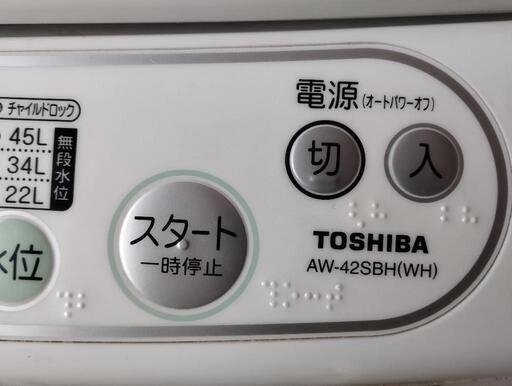 チャイルドロック
45L
34L
22L
無段水位
水位
スタート
一時停止
電源(オートパワーオフ)
切
入
TOSHIBA
AW-42SBH(WH)